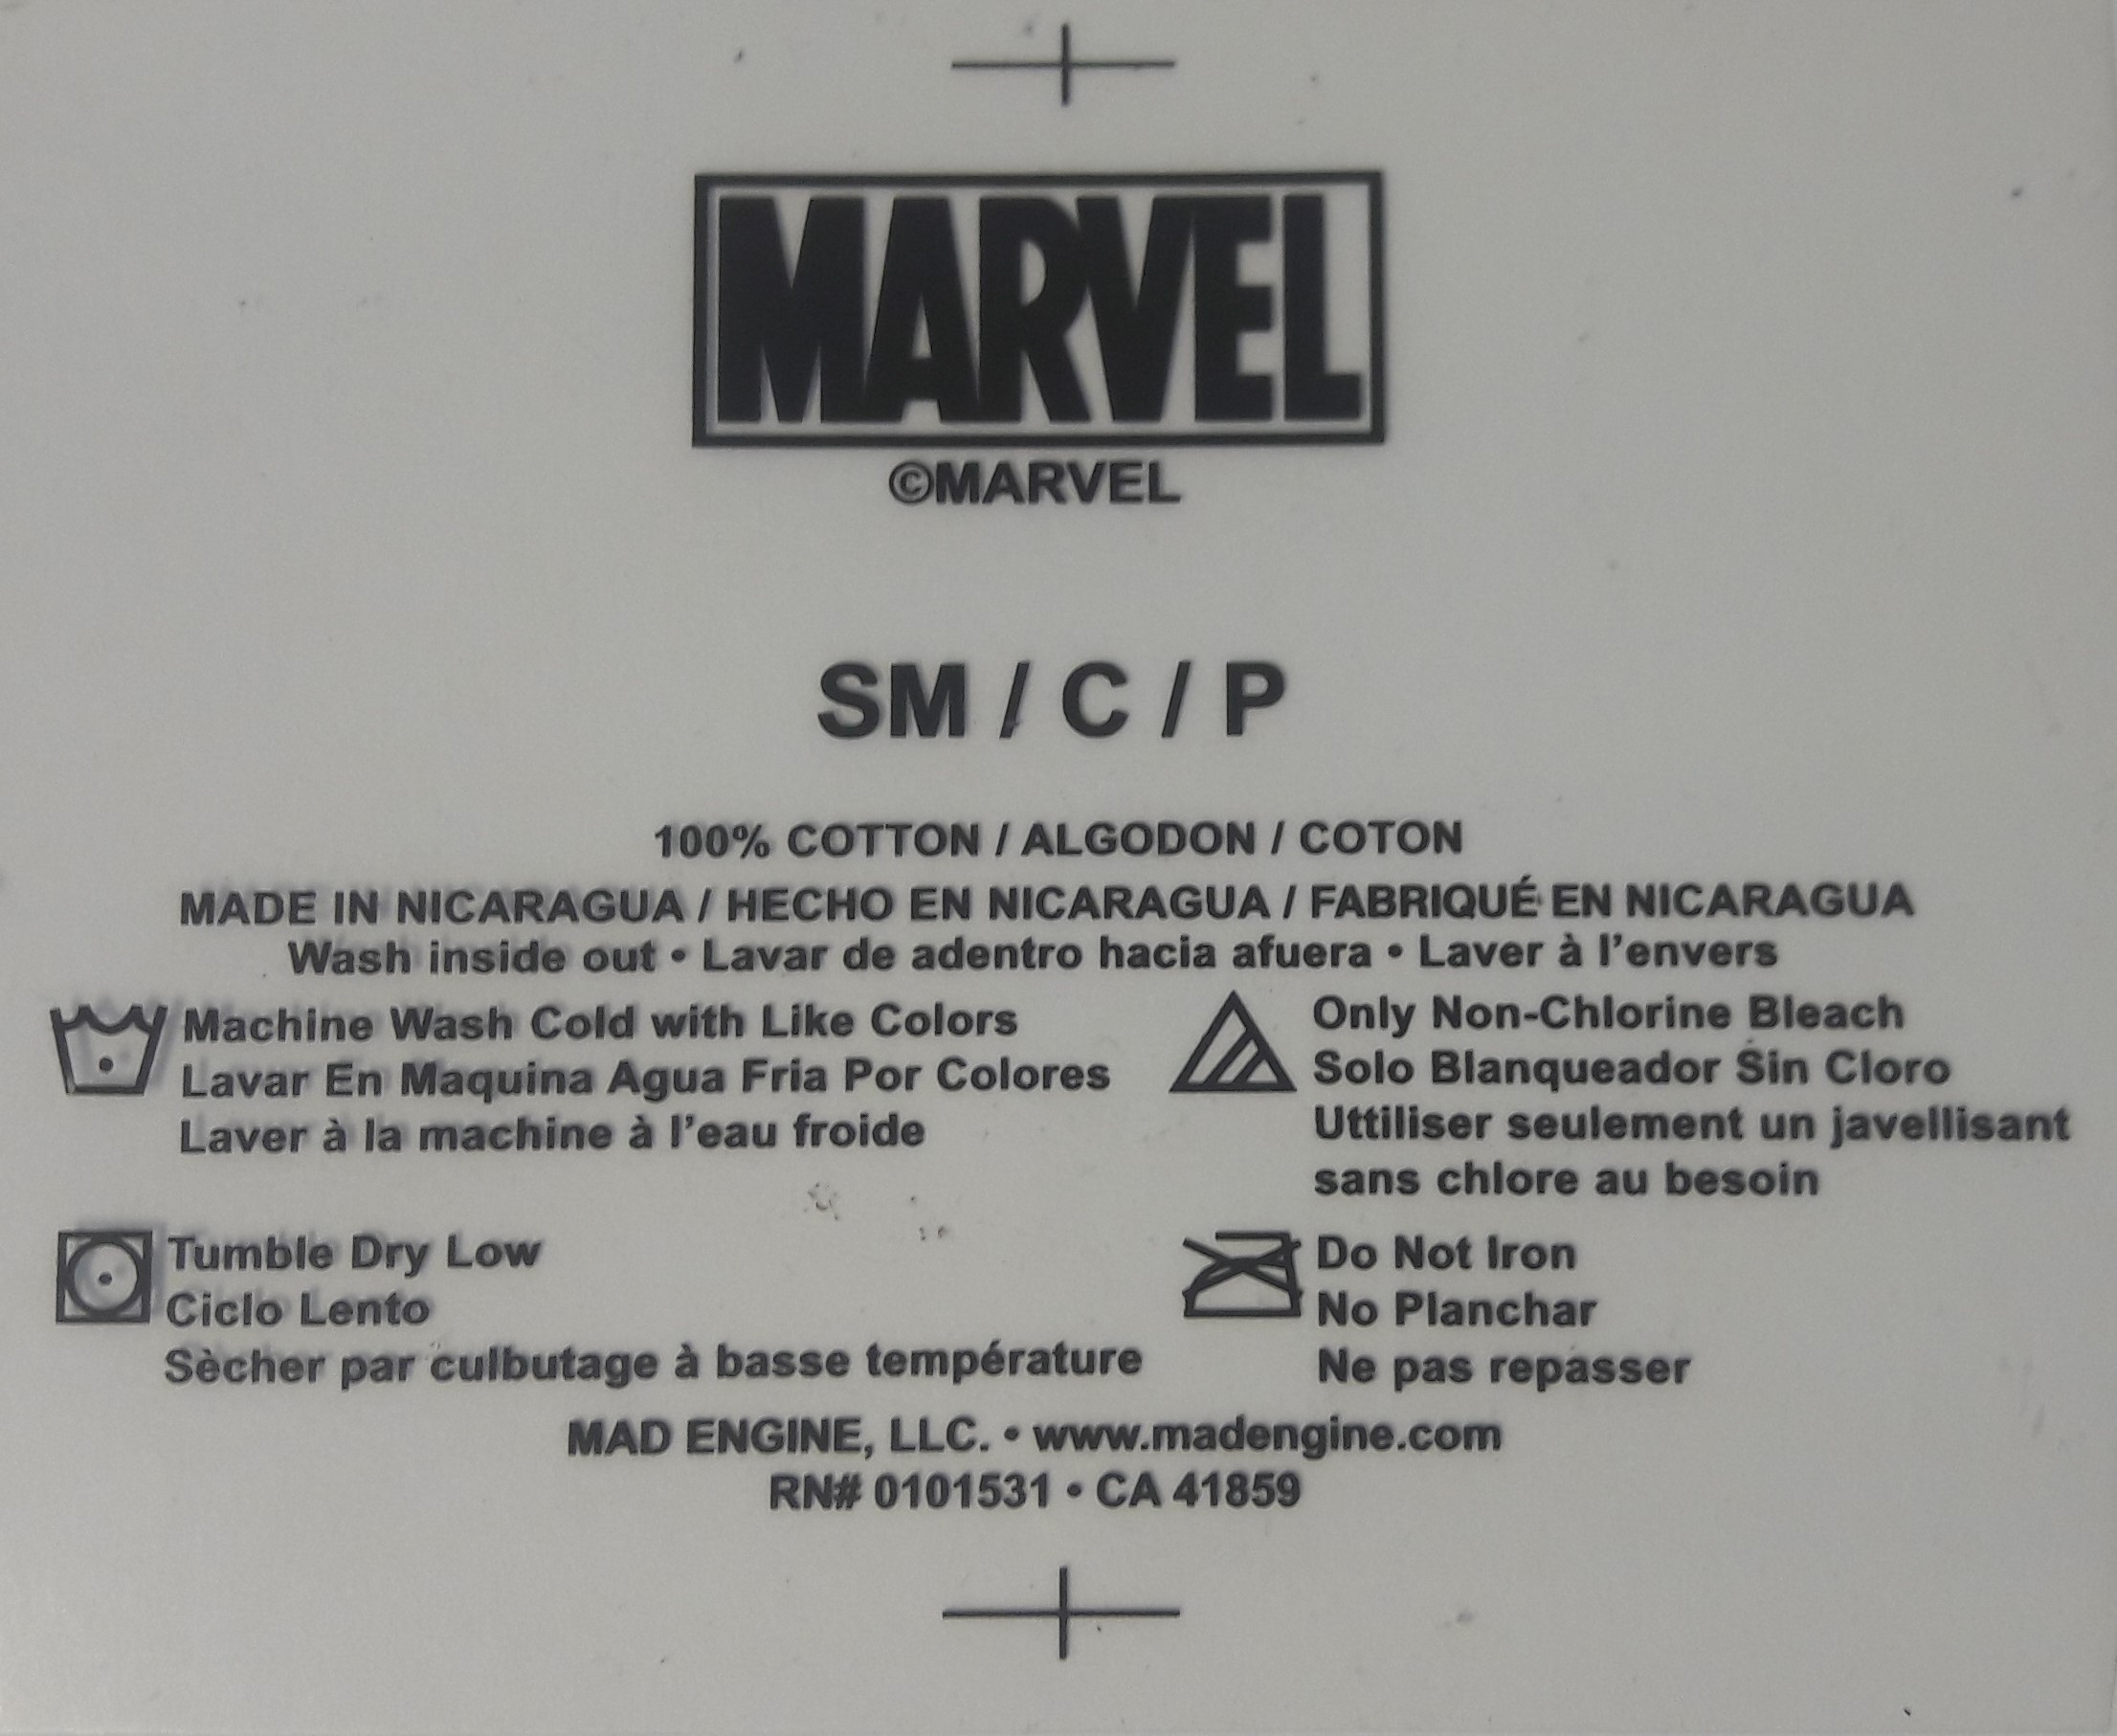 MARVEL
©MARVEL
SM / C / P
100% COTTON / ALGODON / COTON
MADE IN NICARAGUA / HECHO EN NICARAGUA / FABRIQUÉ EN NICARAGUA
Wash inside out • Lavar de adentro hacia afuera • Laver à l'envers
Machine Wash Cold with Like Colors
Lavar En Maquina Agua Fria Por Colores
Laver à la machine à l'eau froide
Only Non-Chlorine Bleach
Solo Blanqueador Sin Cloro
Uttiliser seulement un javellisant
sans chlore au besoin
Tumble Dry Low
Ciclo Lento
Sècher par culbutage à basse température
Do Not Iron
No Planchar
Ne pas repasser
MAD ENGINE, LLC. • www.madengine.com
RN# 0101531 • CA 41859